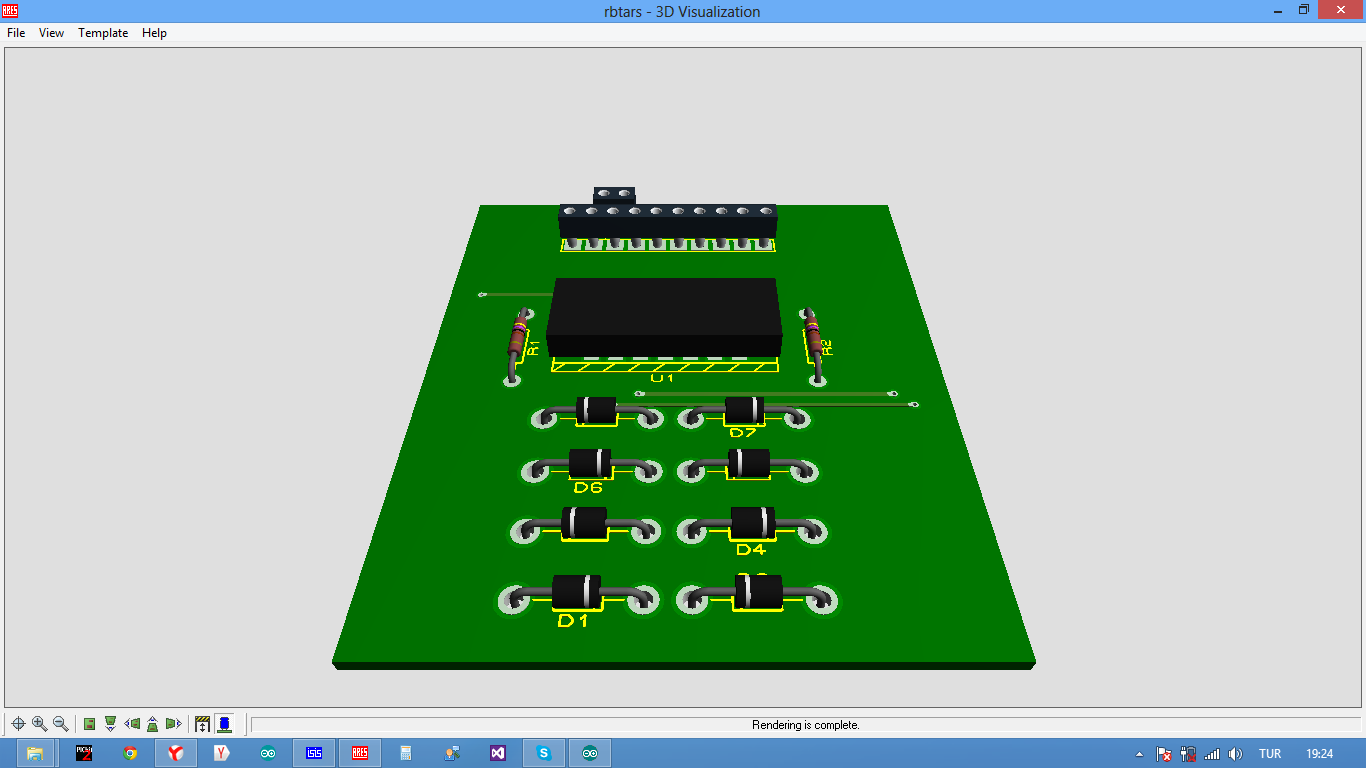 ARES
rbtars - 3D Visualization
File View Template Help
R1
R2
U1
D7
D6
D4
D1
Rendering is complete.
ISIS
ARES
TUR
19:24